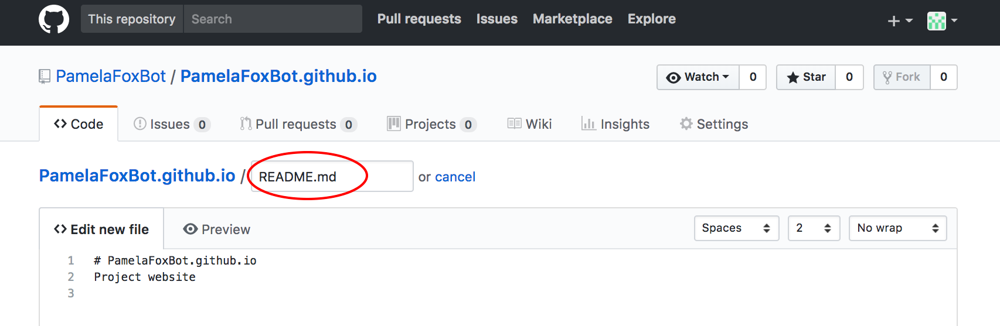 This repository Search Pull requests Issues Marketplace Explore
PamelaFoxBot / PamelaFoxBot.github.io Watch 0 Star 0 Fork 0
Code Issues 0 Pull requests 0 Projects 0 Wiki Insights Settings
PamelaFoxBot.github.io / README.md or cancel
Edit new file Preview Spaces 2 No wrap
1 # PamelaFoxBot.github.io
2 Project website
3